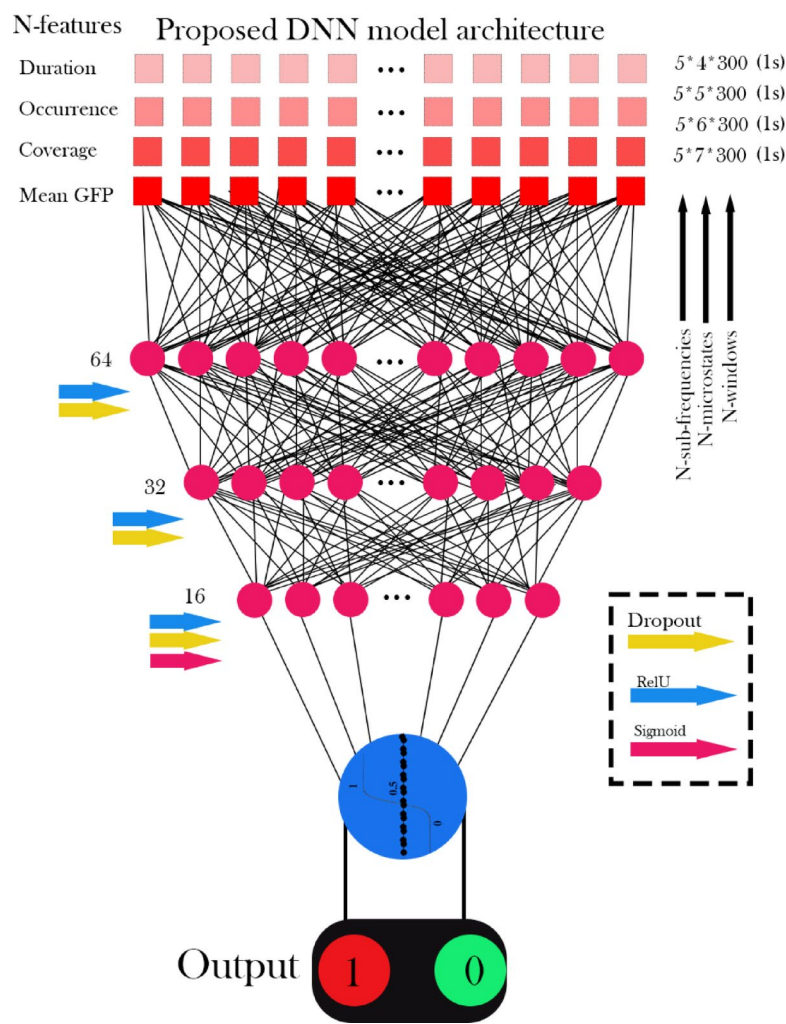 N-features
Proposed DNN model architecture
Duration
5*4*300 (1s)
Occurrence
5*5*300 (1s)
5*6*300 (1s)
Coverage
5*7*300 (1s)
Mean GFP
N-sub-frequencies
N-microstates
N-windows
64
32
16
Dropout
RelU
Sigmoid
1
0.5
0
Output
1
0